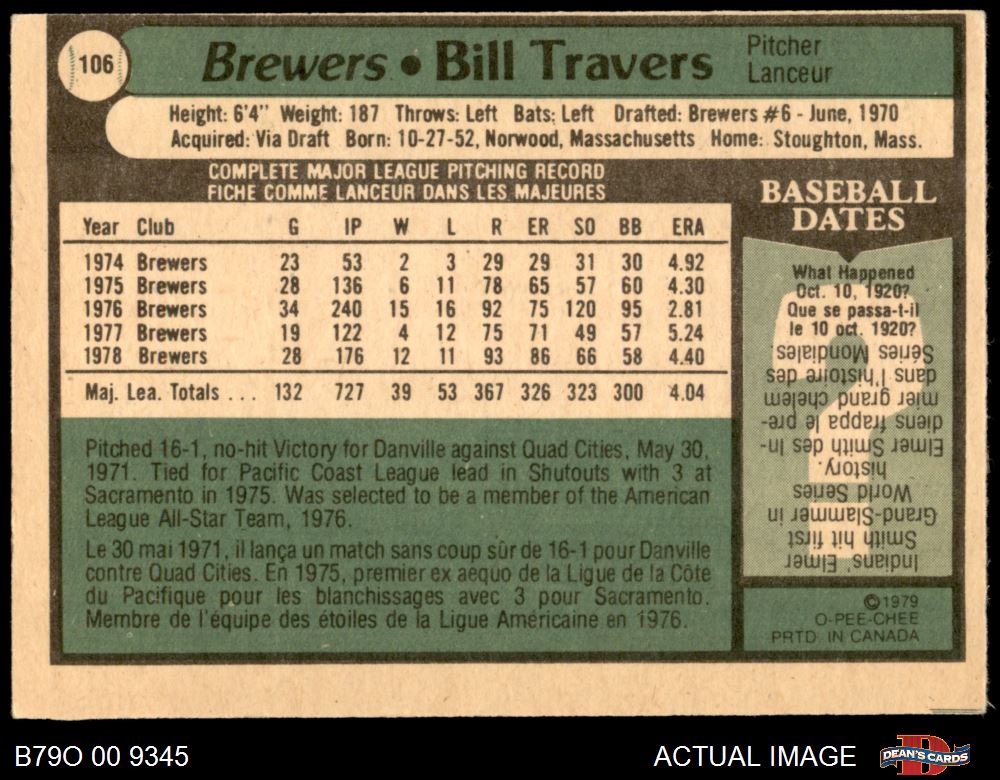 106
Brewers • Bill Travers
Pitcher
Lanceur
Height: 6'4" Weight: 187 Throws: Left Bats: Left Drafted: Brewers #6 - June, 1970
Acquired: Via Draft Born: 10-27-52, Norwood, Massachusetts Home: Stoughton, Mass.
COMPLETE MAJOR LEAGUE PITCHING RECORD
FICHE COMME LANCEUR DANS LES MAJEURES
Year Club G IP W L R ER SO BB ERA
1974 Brewers 23 53 2 3 29 29 31 30 4.92
1975 Brewers 28 136 6 11 78 65 57 60 4.30
1976 Brewers 34 240 15 16 92 75 120 95 2.81
1977 Brewers 19 122 4 12 75 71 49 57 5.24
1978 Brewers 28 176 12 11 93 86 66 58 4.40
Maj. Lea. Totals . . . 132 727 39 53 367 326 323 300 4.04
Pitched 16-1, no-hit Victory for Danville against Quad Cities, May 30,
1971. Tied for Pacific Coast League lead in Shutouts with 3 at
Sacramento in 1975. Was selected to be a member of the American
League All-Star Team, 1976.
Le 30 mai 1971, il lança un match sans coup sûr de 16-1 pour Danville
contre Quad Cities. En 1975, premier ex aequo de la Ligue de la Côte
du Pacifique pour les blanchissages avec 3 pour Sacramento.
Membre de l'équipe des étoiles de la Ligue Américaine en 1976.
BASEBALL
DATES
What Happened
Oct. 10, 1920?
Que se passa-t-il
le 10 oct. 1920?
Indians' Elmer
Smith hit first
Grand-Slammer in
World Series
history.
Elmer Smith des In-
diens frappa le pre-
mier grand chelem
dans l'histoire des
Séries Mondiales
©1979
O-PEE-CHEE
PRTD. IN CANADA
B79O 00 9345
ACTUAL IMAGE
D
DEAN'S CARDS